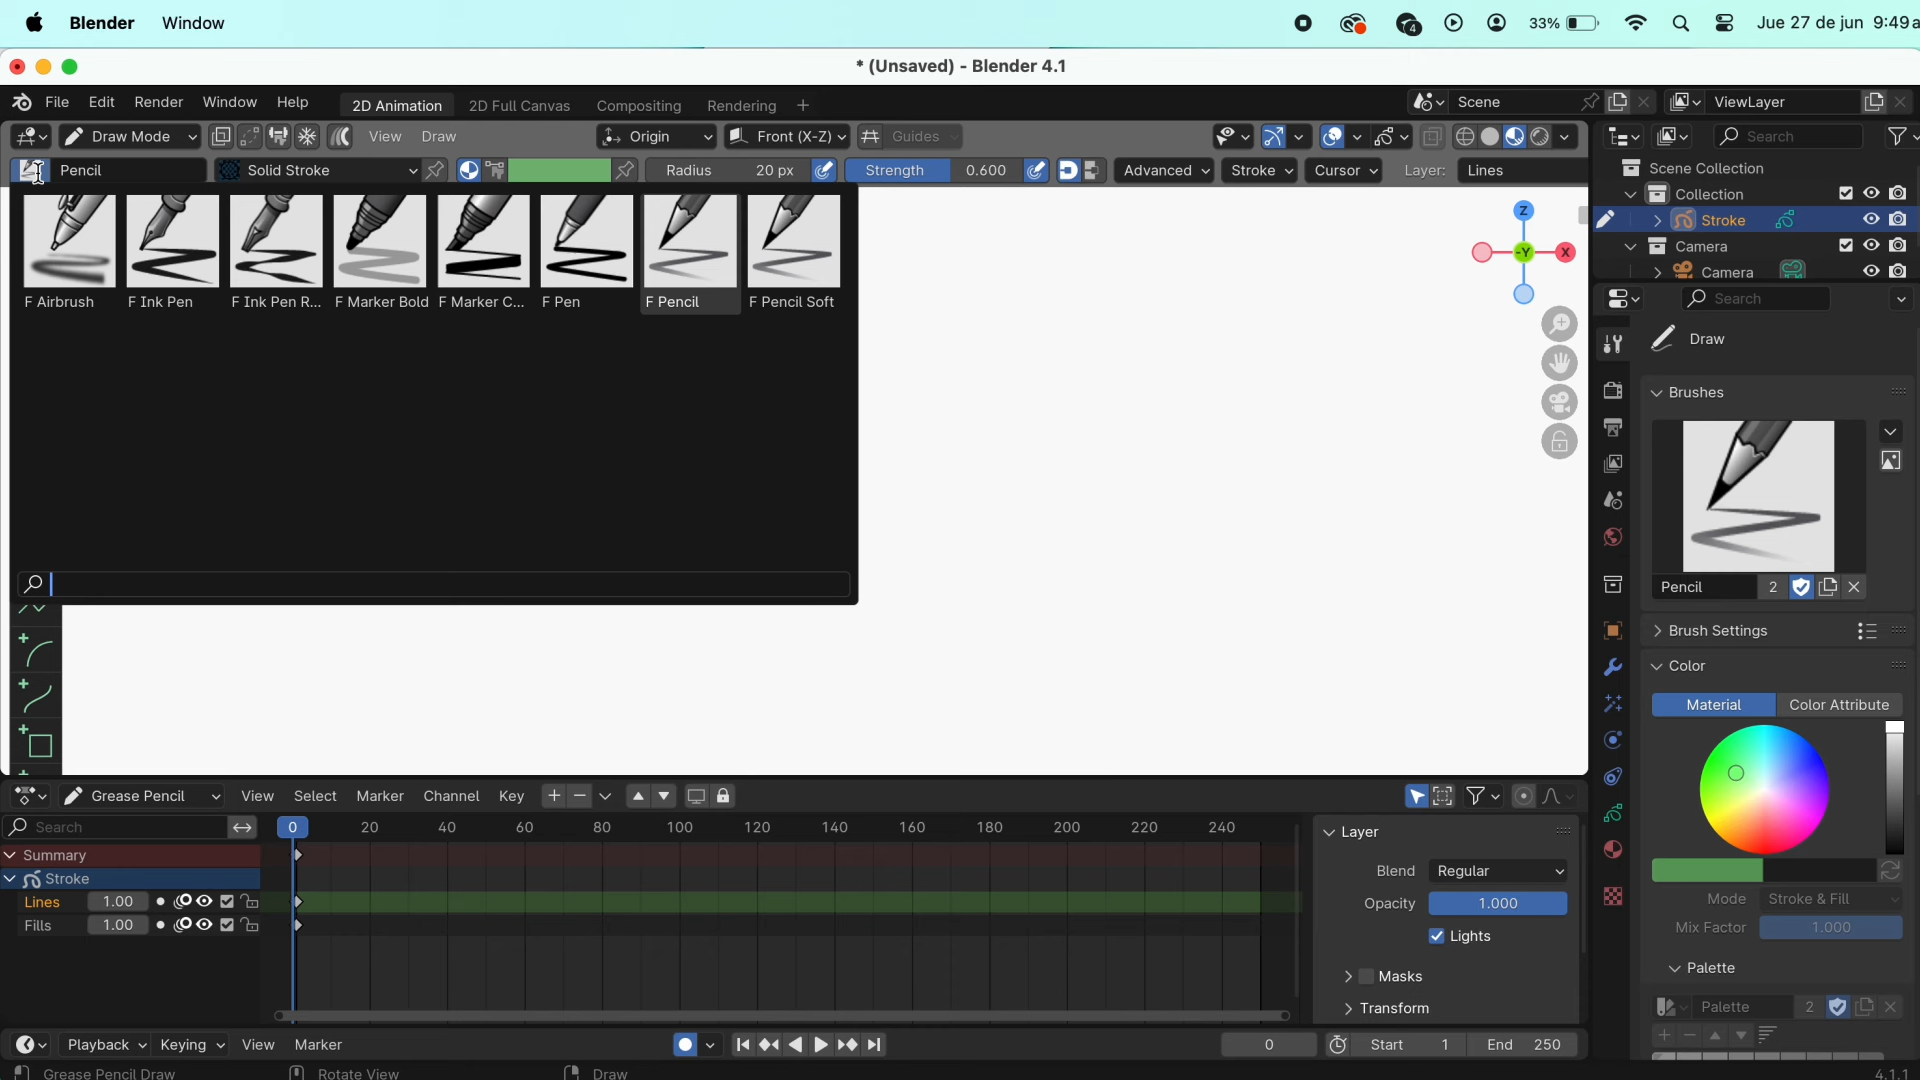 Blender Window
4 33% Jue 27 de jun 9:49a
* (Unsaved) - Blender 4.1
File Edit Render Window Help 2D Animation 2D Full Canvas Compositing Rendering + Scene ViewLayer
Draw Mode View Draw Origin Front (X-Z) Guides Search
Pencil Solid Stroke Radius 20 px Strength 0.600 Advanced Stroke Cursor Layer: Lines
Scene Collection
Collection
Stroke
Camera
Camera
F Airbrush F Ink Pen F Ink Pen R... F Marker Bold F Marker C... F Pen F Pencil F Pencil Soft
Z
-Y X
Search
Draw
Brushes
Pencil 2
Brush Settings
Color
Material Color Attribute
Mode Stroke & Fill
Mix Factor 1.000
Palette
Palette 2
Grease Pencil View Select Marker Channel Key
Search 0 20 40 60 80 100 120 140 160 180 200 220 240
Summary
Stroke
Lines 1.00
Fills 1.00
Layer
Blend Regular
Opacity 1.000
Lights
Masks
Transform
Playback Keying View Marker 0 Start 1 End 250
Grease Pencil Draw Rotate View Draw 4.1.1